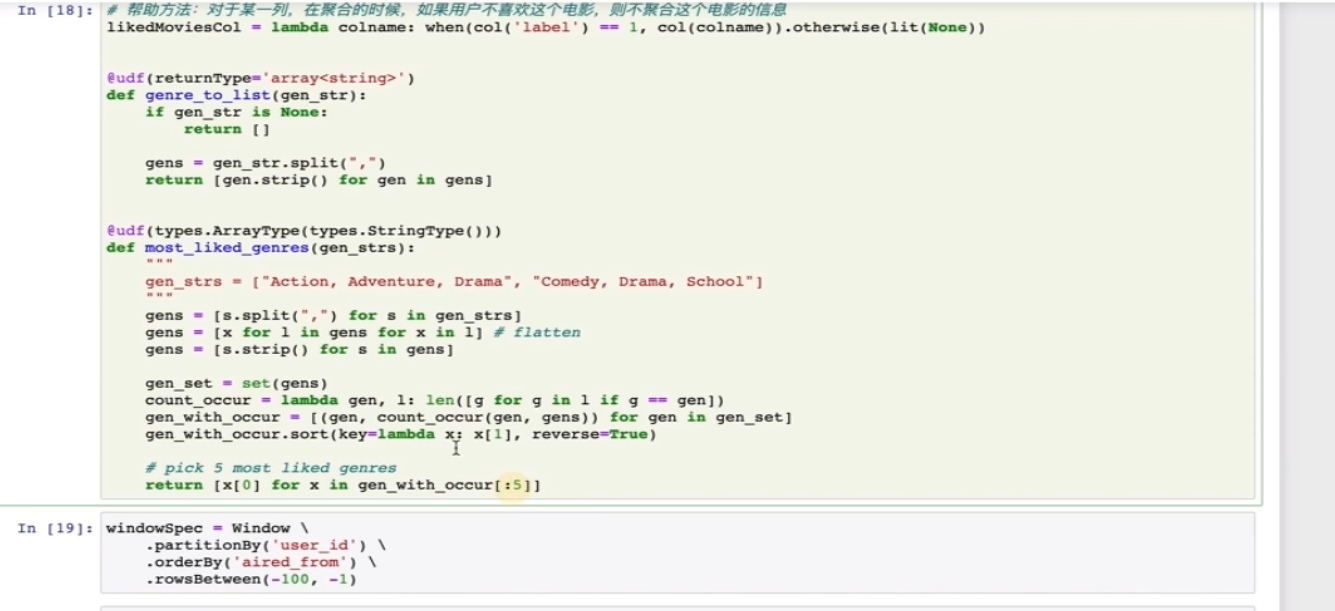 In [18]: # 帮助方法: 对于某一列, 在聚合的时候, 如果用户不喜欢这个电影, 则不聚合这个电影的信息
likedMoviesCol = lambda colname: when(col('label') == 1, col(colname)).otherwise(lit(None))
@udf(returnType='array<string>')
def genre_to_list(gen_str):
    if gen_str is None:
        return []
    gens = gen_str.split(",")
    return [gen.strip() for gen in gens]
@udf(types.ArrayType(types.StringType()))
def most_liked_genres(gen_strs):
    """
    gen_strs = ["Action, Adventure, Drama", "Comedy, Drama, School"]
    """
    gens = [s.split(",") for s in gen_strs]
    gens = [x for l in gens for x in l] # flatten
    gens = [s.strip() for s in gens]
    gen_set = set(gens)
    count_occur = lambda gen, l: len([g for g in l if g == gen])
    gen_with_occur = [(gen, count_occur(gen, gens)) for gen in gen_set]
    gen_with_occur.sort(key=lambda x: x[1], reverse=True)
    # pick 5 most liked genres
    return [x[0] for x in gen_with_occur[:5]]
In [19]: windowSpec = Window \
    .partitionBy('user_id') \
    .orderBy('aired_from') \
    .rowsBetween(-100, -1)